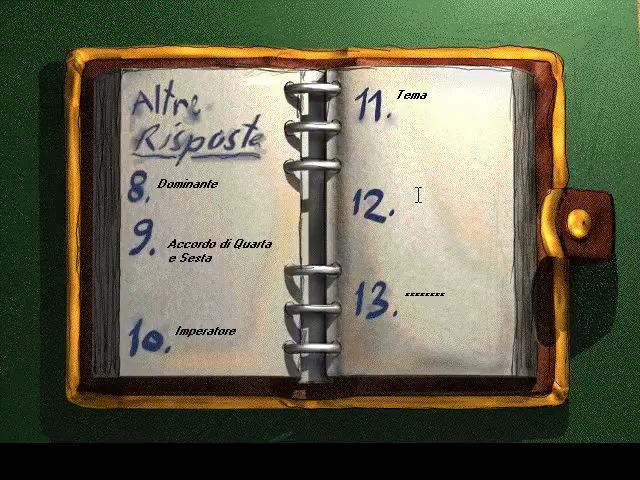 Altre
Risposte
8. Dominante
9. Accordo di Quarta
e Sesta
10. Imperatore
11. Tema
12.
13. ********